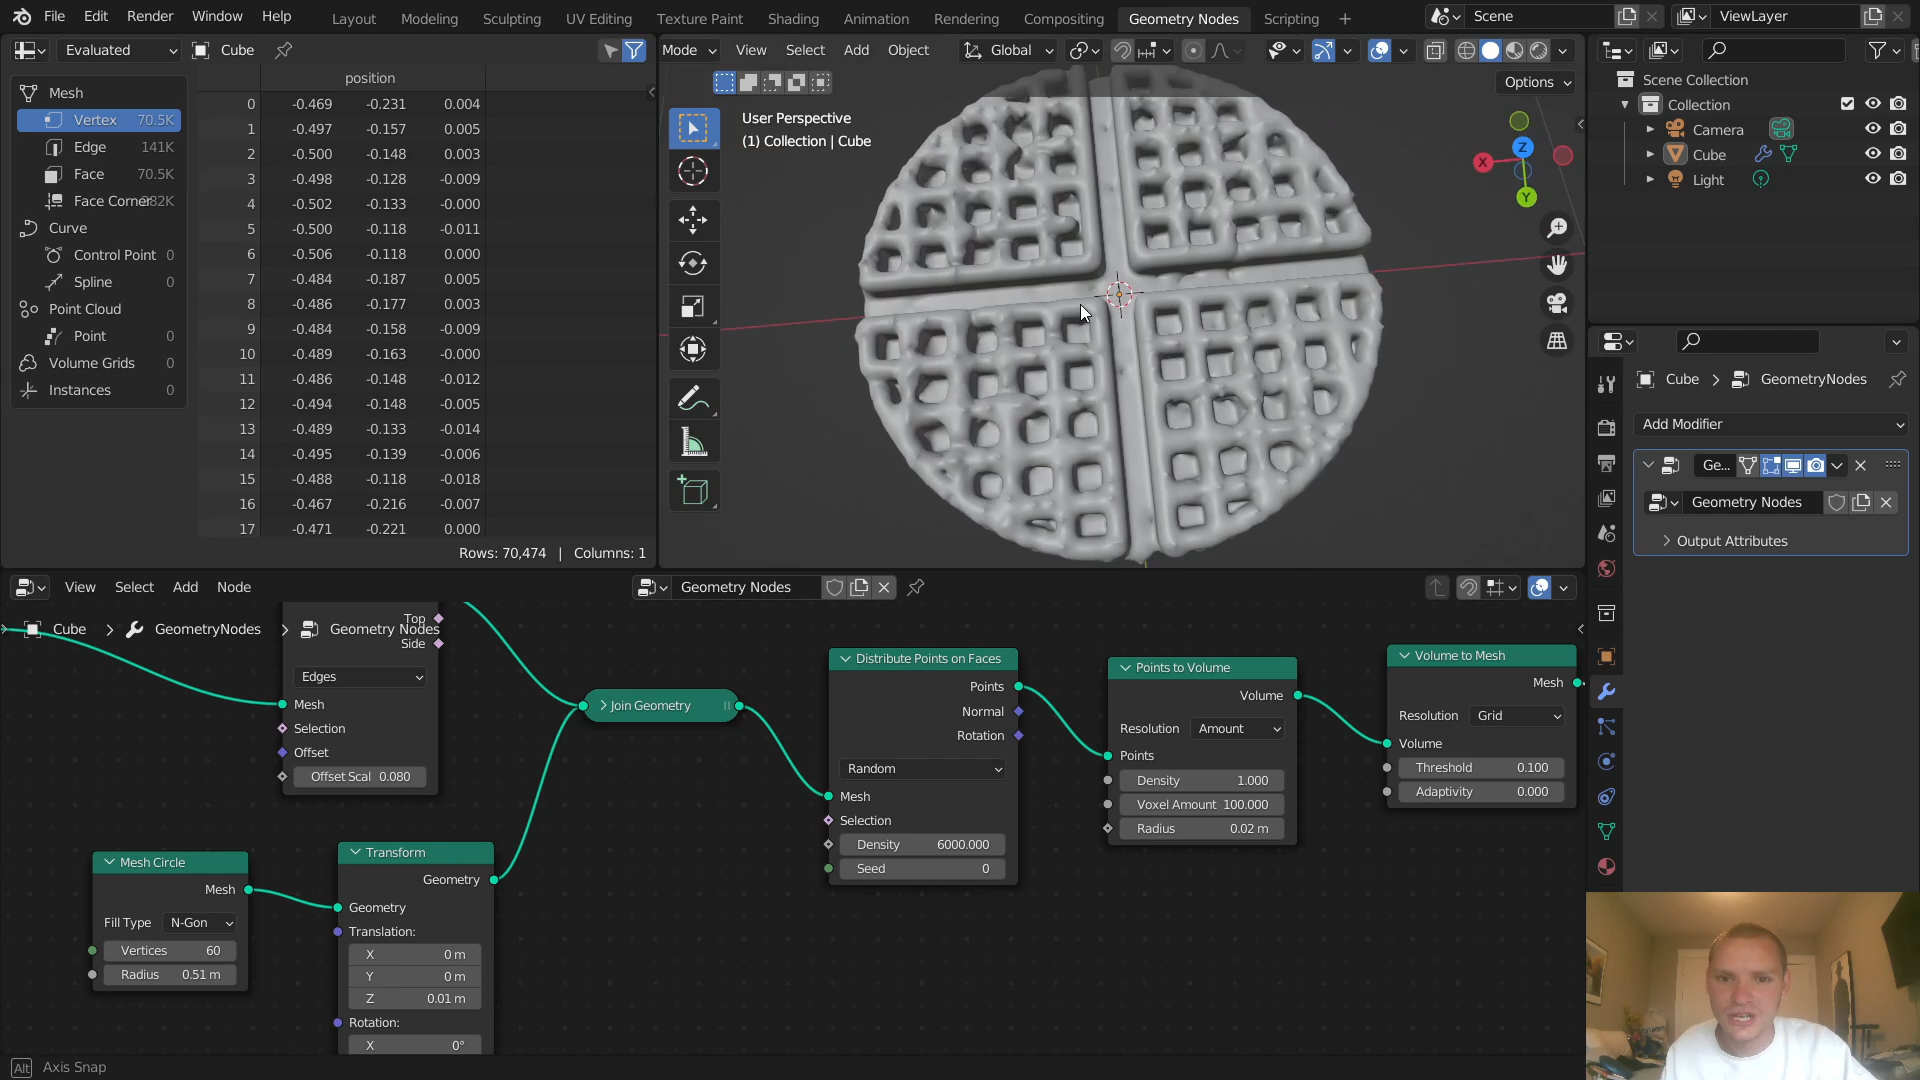 File Edit Render Window Help Layout Modeling Sculpting UV Editing Texture Paint Shading Animation Rendering Compositing Geometry Nodes Scripting + Scene ViewLayer
Evaluated Cube
Mode View Select Add Object Global
Options
position
Mesh
Vertex 70.5K
Edge 141K
Face 70.5K
Face Corner
Curve
Control Point 0
Spline 0
Point Cloud
Point 0
Volume Grids 0
Instances 0
0 -0.469 -0.231 0.004
1 -0.497 -0.157 0.005
2 -0.500 -0.148 0.003
3 -0.498 -0.128 -0.009
4 -0.502 -0.133 -0.000
5 -0.500 -0.118 -0.011
6 -0.506 -0.118 0.000
7 -0.484 -0.187 0.005
8 -0.486 -0.177 0.003
9 -0.484 -0.158 -0.009
10 -0.489 -0.163 -0.000
11 -0.486 -0.148 -0.012
12 -0.494 -0.148 -0.005
13 -0.489 -0.133 -0.014
14 -0.495 -0.139 -0.006
15 -0.488 -0.118 -0.018
16 -0.467 -0.216 -0.007
17 -0.471 -0.221 0.000
Rows: 70,474 | Columns: 1
User Perspective
(1) Collection | Cube
X
Y
Z
Scene Collection
Collection
Camera
Cube
Light
Cube > GeometryNodes
Add Modifier
Ge...
Geometry Nodes
Output Attributes
View Select Add Node Geometry Nodes
Cube > GeometryNodes > Geometry Nodes
Top
Side
Edges
Mesh
Selection
Offset
Offset Scal 0.080
Mesh Circle
Mesh
Fill Type N-Gon
Vertices 60
Radius 0.51 m
Transform
Geometry
Geometry
Translation:
X 0 m
Y 0 m
Z 0.01 m
Rotation:
X 0°
Join Geometry
Distribute Points on Faces
Points
Normal
Rotation
Random
Mesh
Selection
Density 6000.000
Seed 0
Points to Volume
Volume
Resolution Amount
Points
Density 1.000
Voxel Amount 100.000
Radius 0.02 m
Volume to Mesh
Mesh
Resolution Grid
Volume
Threshold 0.100
Adaptivity 0.000
Alt Axis Snap